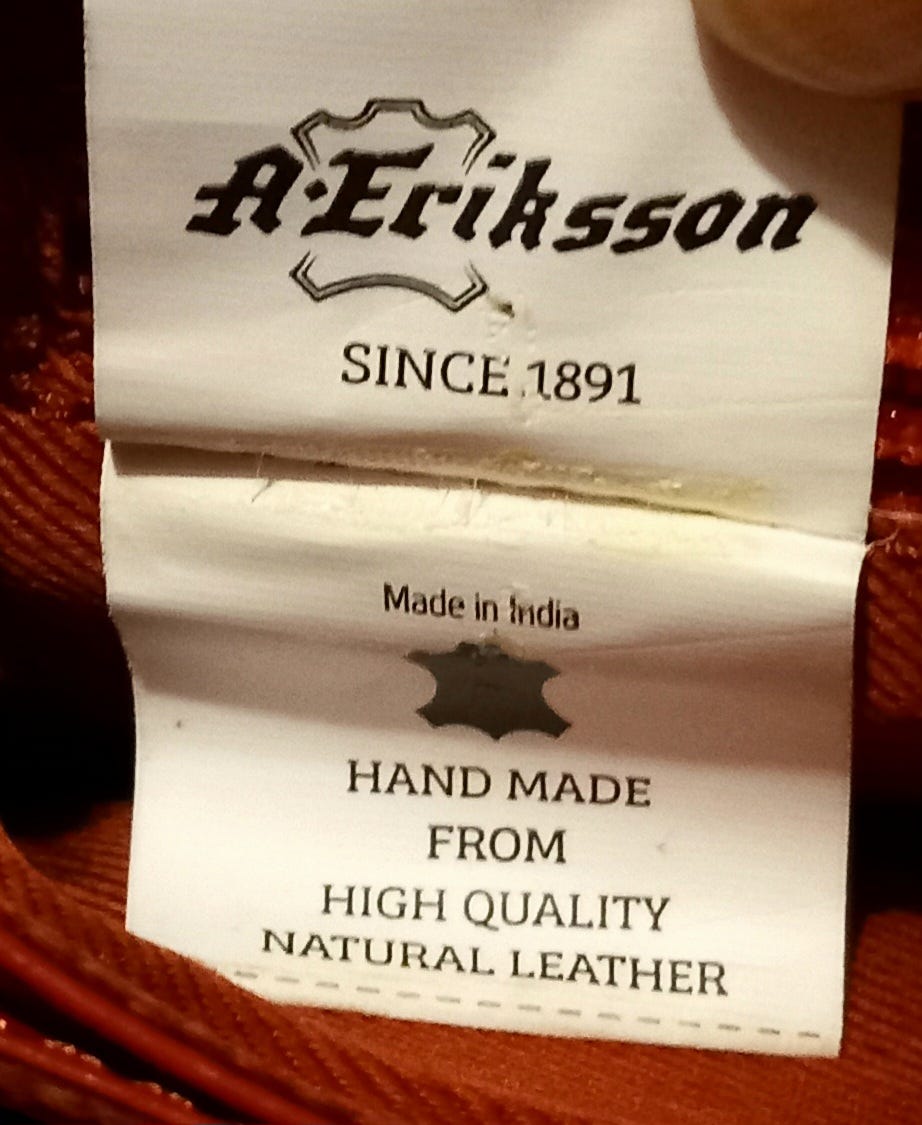 A·Eriksson
SINCE 1891
Made in India
HAND MADE
FROM
HIGH QUALITY
NATURAL LEATHER